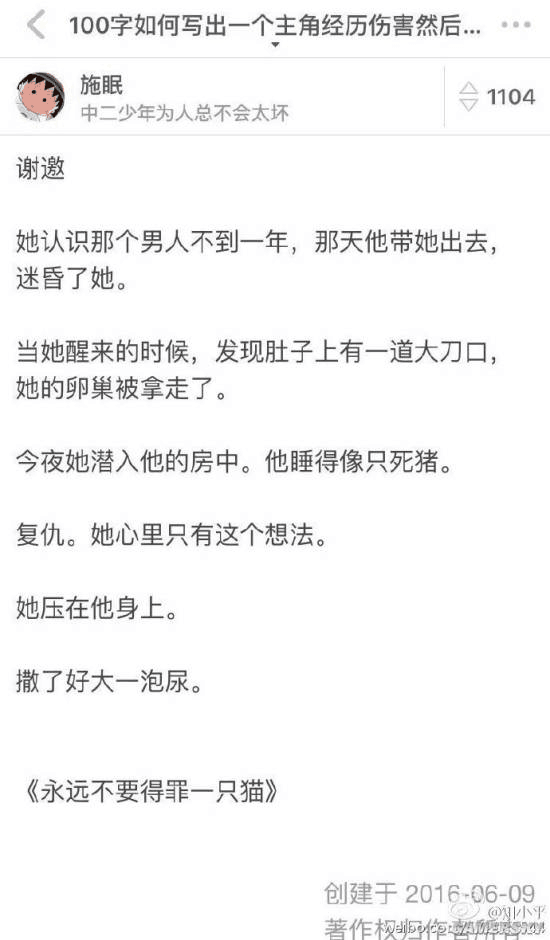 100字如何写出一个主角经历伤害然后...
施眠
中二少年为人总不会太坏
1104
谢邀
她认识那个男人不到一年，那天他带她出去，
迷昏了她。
当她醒来的时候，发现肚子上有一道大刀口，
她的卵巢被拿走了。
今夜她潜入他的房中。他睡得像只死猪。
复仇。她心里只有这个想法。
她压在他身上。
撒了好大一泡尿。
《永远不要得罪一只猫》
创建于 2016-06-09
著作权归作者所有